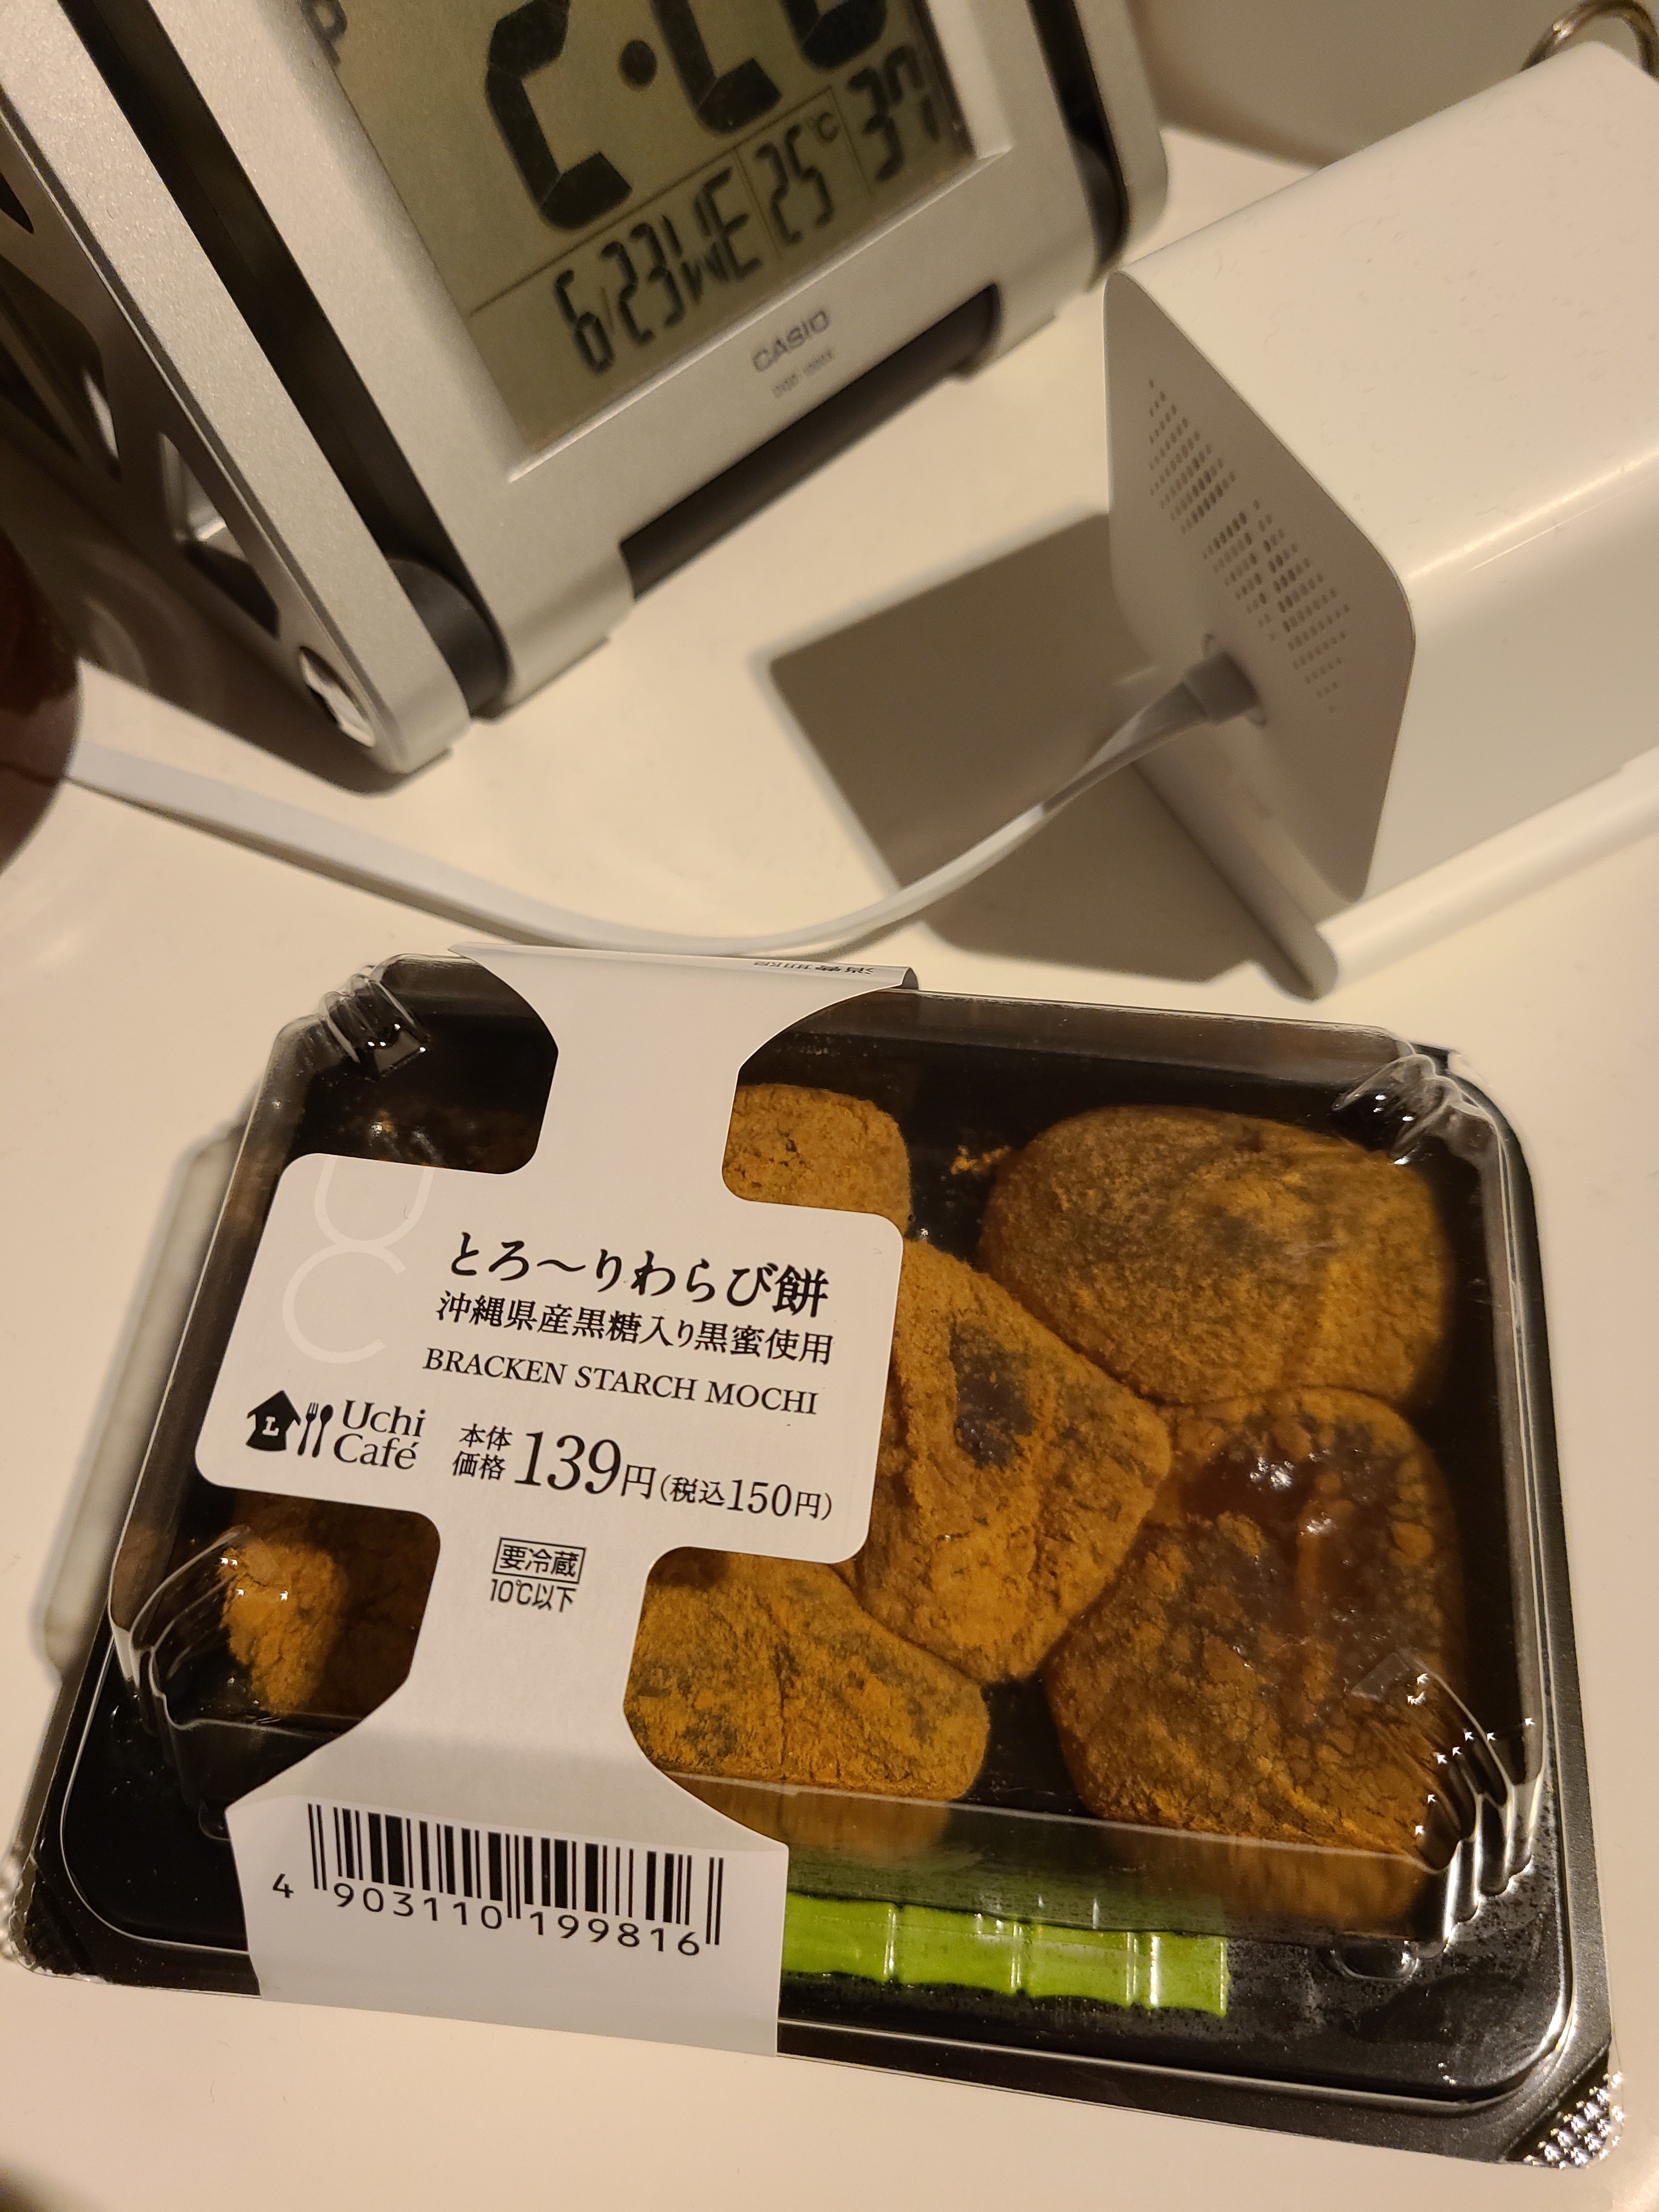 6/23 WE 25℃ 37
CASIO
とろ〜りわらび餅
沖縄県産黒糖入り黒蜜使用
BRACKEN STARCH MOCHI
L Uchi Café
本体価格 139円(税込150円)
要冷蔵
10℃以下
4 903110 199816